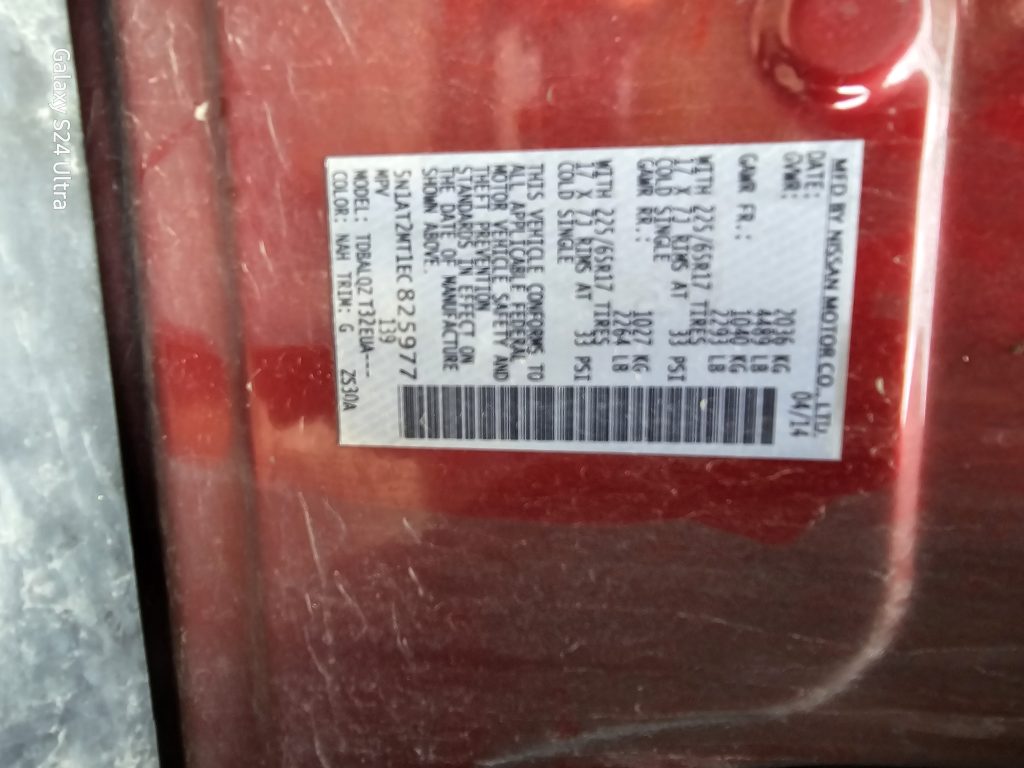 MFD BY NISSAN MOTOR CO., LTD.
DATE: 04/14
GVWR: 2036 KG
4489 LB
GAWR FR.: 1040 KG
2293 LB
WITH 225/65R17 TIRES
17 X 7J RIMS AT 33 PSI
COLD SINGLE
GAWR RR.: 1027 KG
2264 LB
WITH 225/65R17 TIRES
17 X 7J RIMS AT 33 PSI
COLD SINGLE
THIS VEHICLE CONFORMS TO
ALL APPLICABLE FEDERAL
MOTOR VEHICLE SAFETY AND
THEFT PREVENTION
STANDARDS IN EFFECT ON
THE DATE OF MANUFACTURE
SHOWN ABOVE.
5N1AT2MT1EC825977
MPV 139
MODEL: TDBALQZ T32EUA---
COLOR: NAH TRIM: G 2S30A
Galaxy S24 Ultra